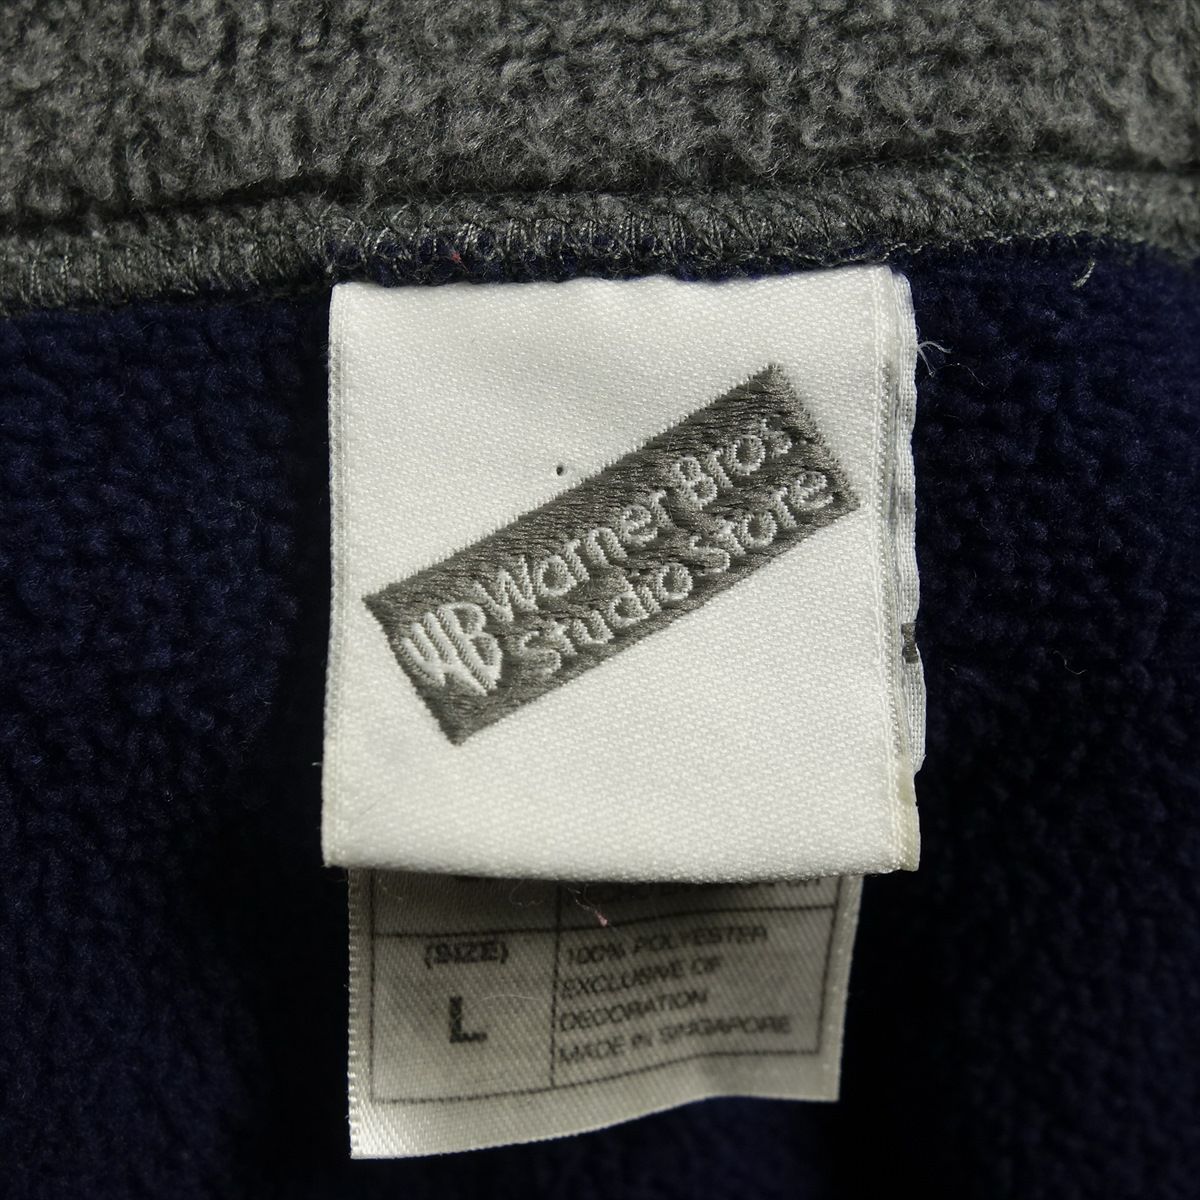 WB Warner Bros
Studio Store
(SIZE)
L
100% POLYESTER
EXCLUSIVE OF
DECORATION
MADE IN SINGAPORE